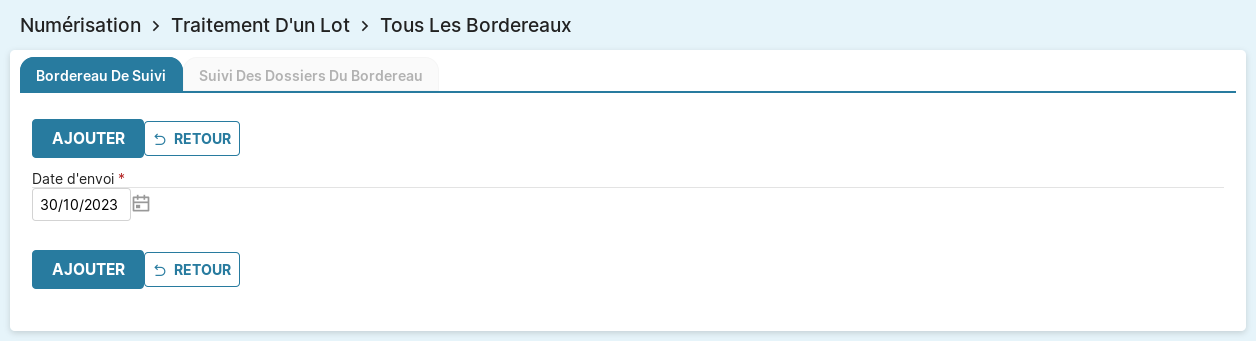 Numérisation > Traitement D'un Lot > Tous Les Bordereaux
Bordereau De Suivi Suivi Des Dossiers Du Bordereau
AJOUTER RETOUR
Date d'envoi *
30/10/2023
AJOUTER RETOUR